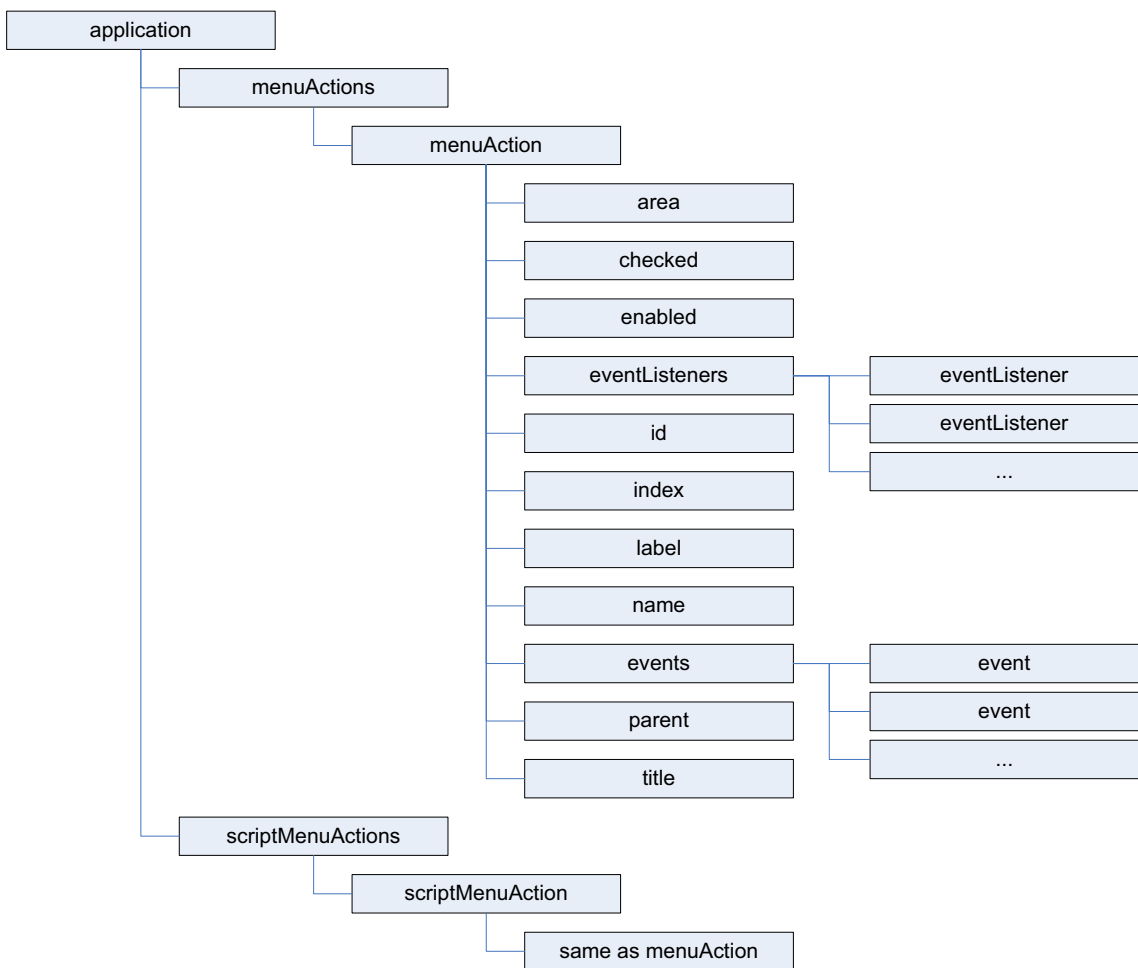 application
menuActions
menuAction
area
checked
enabled
eventListeners
eventListener
eventListener
...
id
index
label
name
events
event
event
...
parent
title
scriptMenuActions
scriptMenuAction
same as menuAction